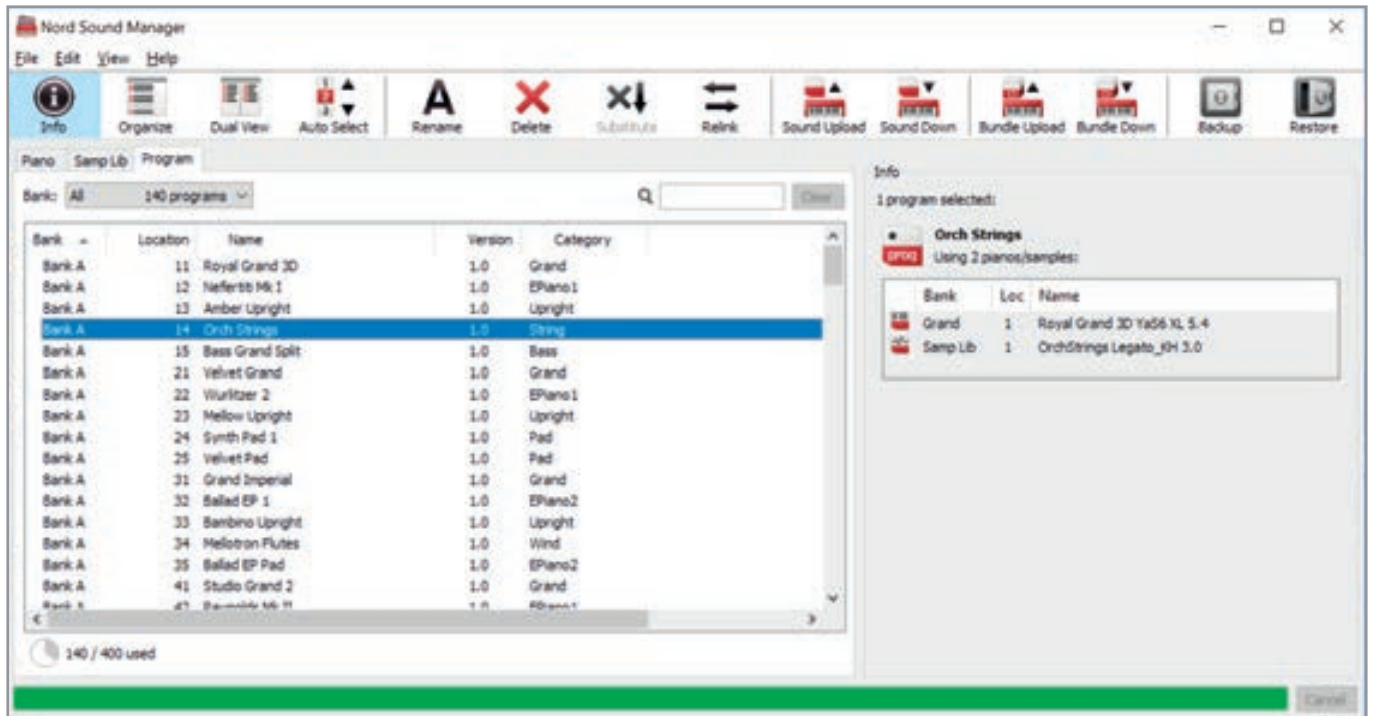 Nord Sound Manager
File Edit View Help
Info Organize Dual View Auto Select Rename Delete Substitute Relink Sound Upload Sound Down Bundle Upload Bundle Down Backup Restore
Piano Samp Lib Program
Bank: All 140 programs Clear
Bank Location Name Version Category
Bank A 11 Royal Grand 3D 1.0 Grand
Bank A 12 Nefertiti Mk I 1.0 EPiano1
Bank A 13 Amber Upright 1.0 Upright
Bank A 14 Orch Strings 1.0 String
Bank A 15 Bass Grand Split 1.0 Bass
Bank A 21 Velvet Grand 1.0 Grand
Bank A 22 Wurlitzer 2 1.0 EPiano1
Bank A 23 Mellow Upright 1.0 Upright
Bank A 24 Synth Pad 1 1.0 Pad
Bank A 25 Velvet Pad 1.0 Pad
Bank A 31 Grand Imperial 1.0 Grand
Bank A 32 Ballad EP 1 1.0 EPiano2
Bank A 33 Bambino Upright 1.0 Upright
Bank A 34 Mellotron Flutes 1.0 Wind
Bank A 35 Ballad EP Pad 1.0 EPiano2
Bank A 41 Studio Grand 2 1.0 Grand
140 / 400 used
Info
1 program selected:
Orch Strings
Using 2 pianos/samples:
Bank Loc Name
Grand 1 Royal Grand 3D YaS6 XL 5.4
Samp Lib 1 OrchStrings Legato_KH 3.0
Cancel